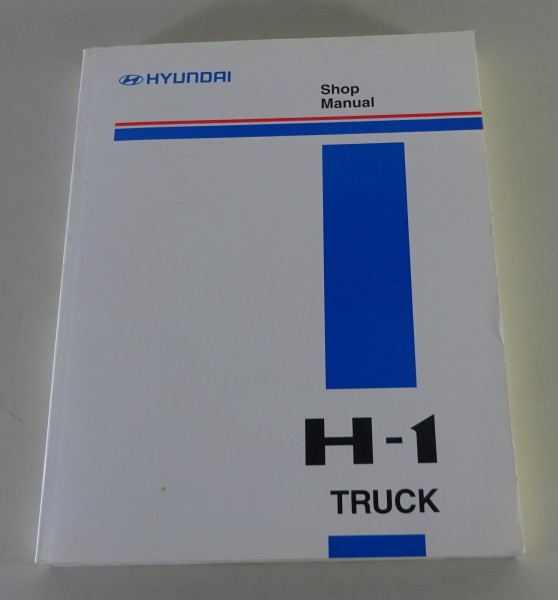 HYUNDAI
Shop
Manual
H-1
TRUCK